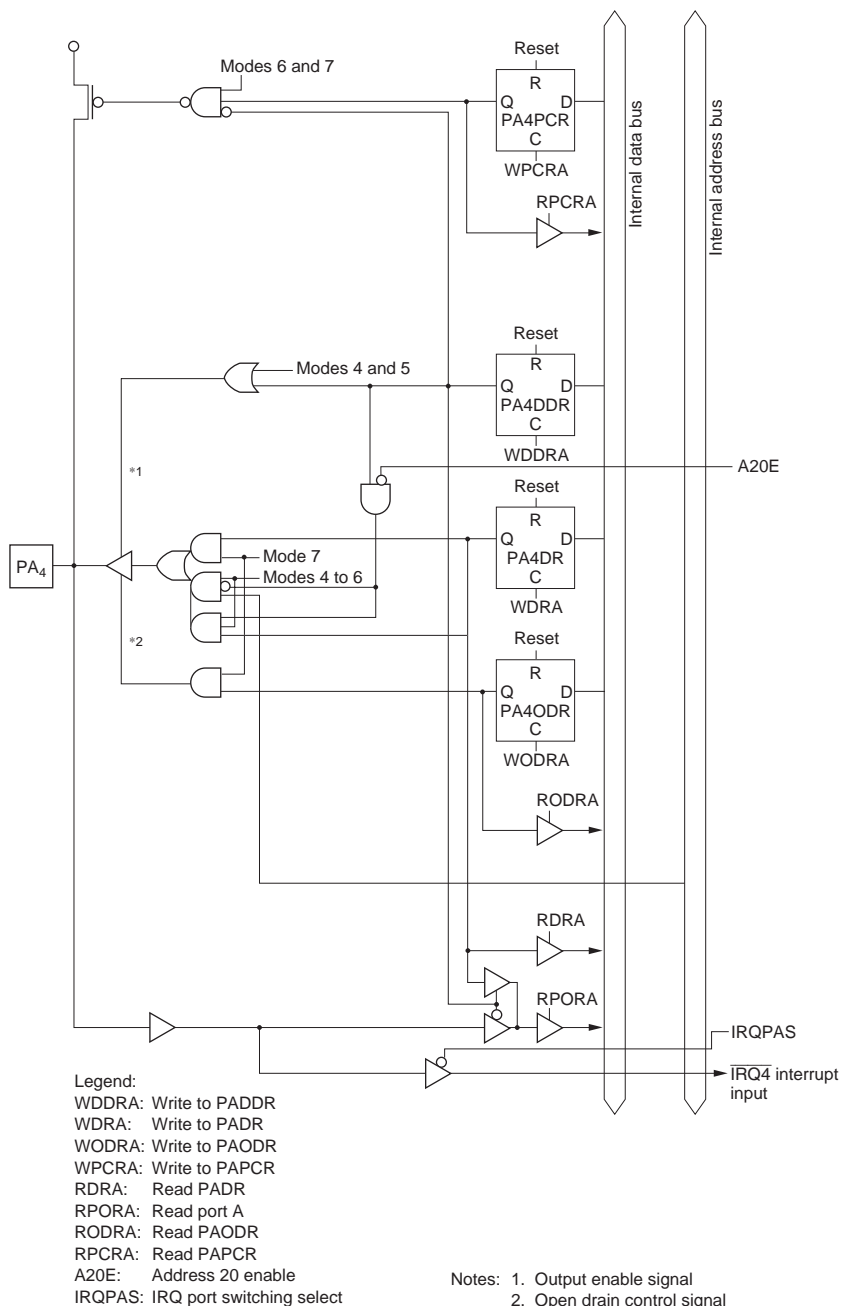 Reset
Modes 6 and 7
R
Q D
PA4PCR
C
WPCRA
RPCRA
Internal data bus
Internal address bus
Reset
Modes 4 and 5
R
Q D
PA4DDR
C
WDDRA
*1
A20E
Reset
R
Q D
PA4DR
C
WDRA
Mode 7
PA4
Modes 4 to 6
*2
Reset
R
Q D
PA4ODR
C
WODRA
RODRA
RDRA
RPORA
IRQPAS
IRQ4 interrupt
input
Legend:
WDDRA: Write to PADDR
WDRA: Write to PADR
WODRA: Write to PAODR
WPCRA: Write to PAPCR
RDRA: Read PADR
RPORA: Read port A
RODRA: Read PAODR
RPCRA: Read PAPCR
A20E: Address 20 enable
IRQPAS: IRQ port switching select
Notes: 1. Output enable signal
2. Open drain control signal